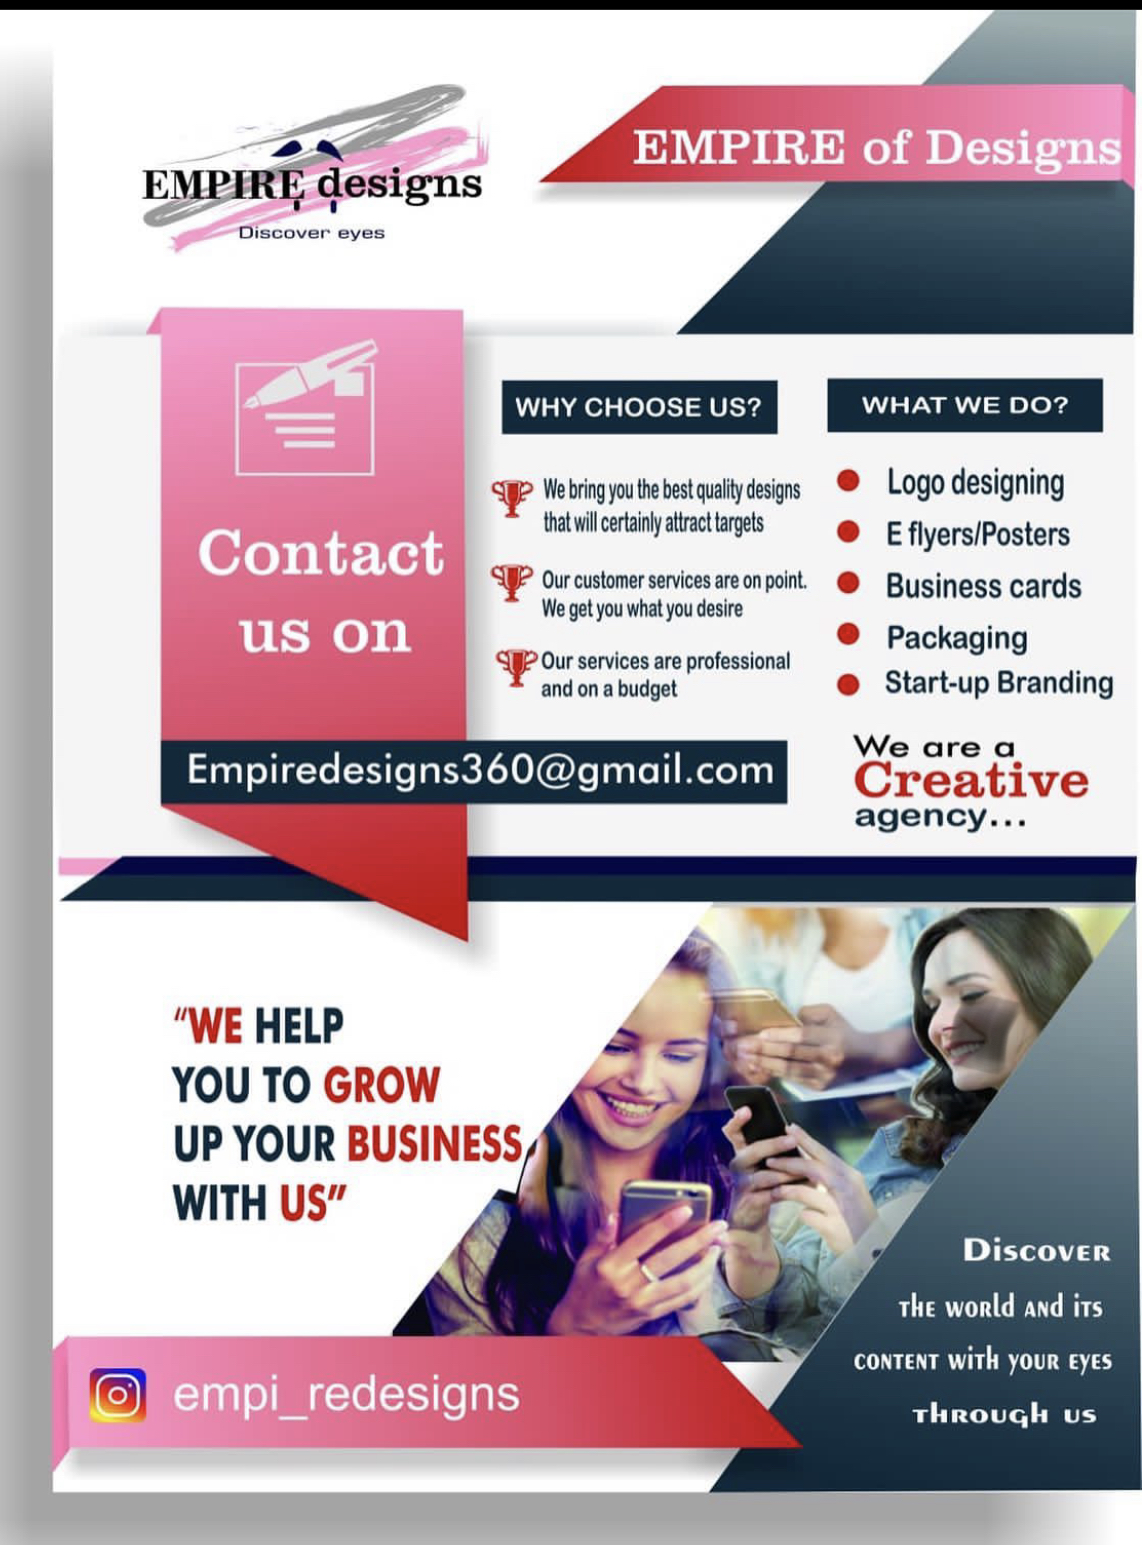 EMPIRE designs
Discover eyes
EMPIRE of Designs
Contact
us on
Empiredesigns360@gmail.com
WHY CHOOSE US?
We bring you the best quality designs
that will certainly attract targets
Our customer services are on point.
We get you what you desire
Our services are professional
and on a budget
WHAT WE DO?
Logo designing
E flyers/Posters
Business cards
Packaging
Start-up Branding
We are a
Creative
agency...
“WE HELP
YOU TO GROW
UP YOUR BUSINESS
WITH US”
Discover
the world and its
content with your eyes
through us
empi_redesigns